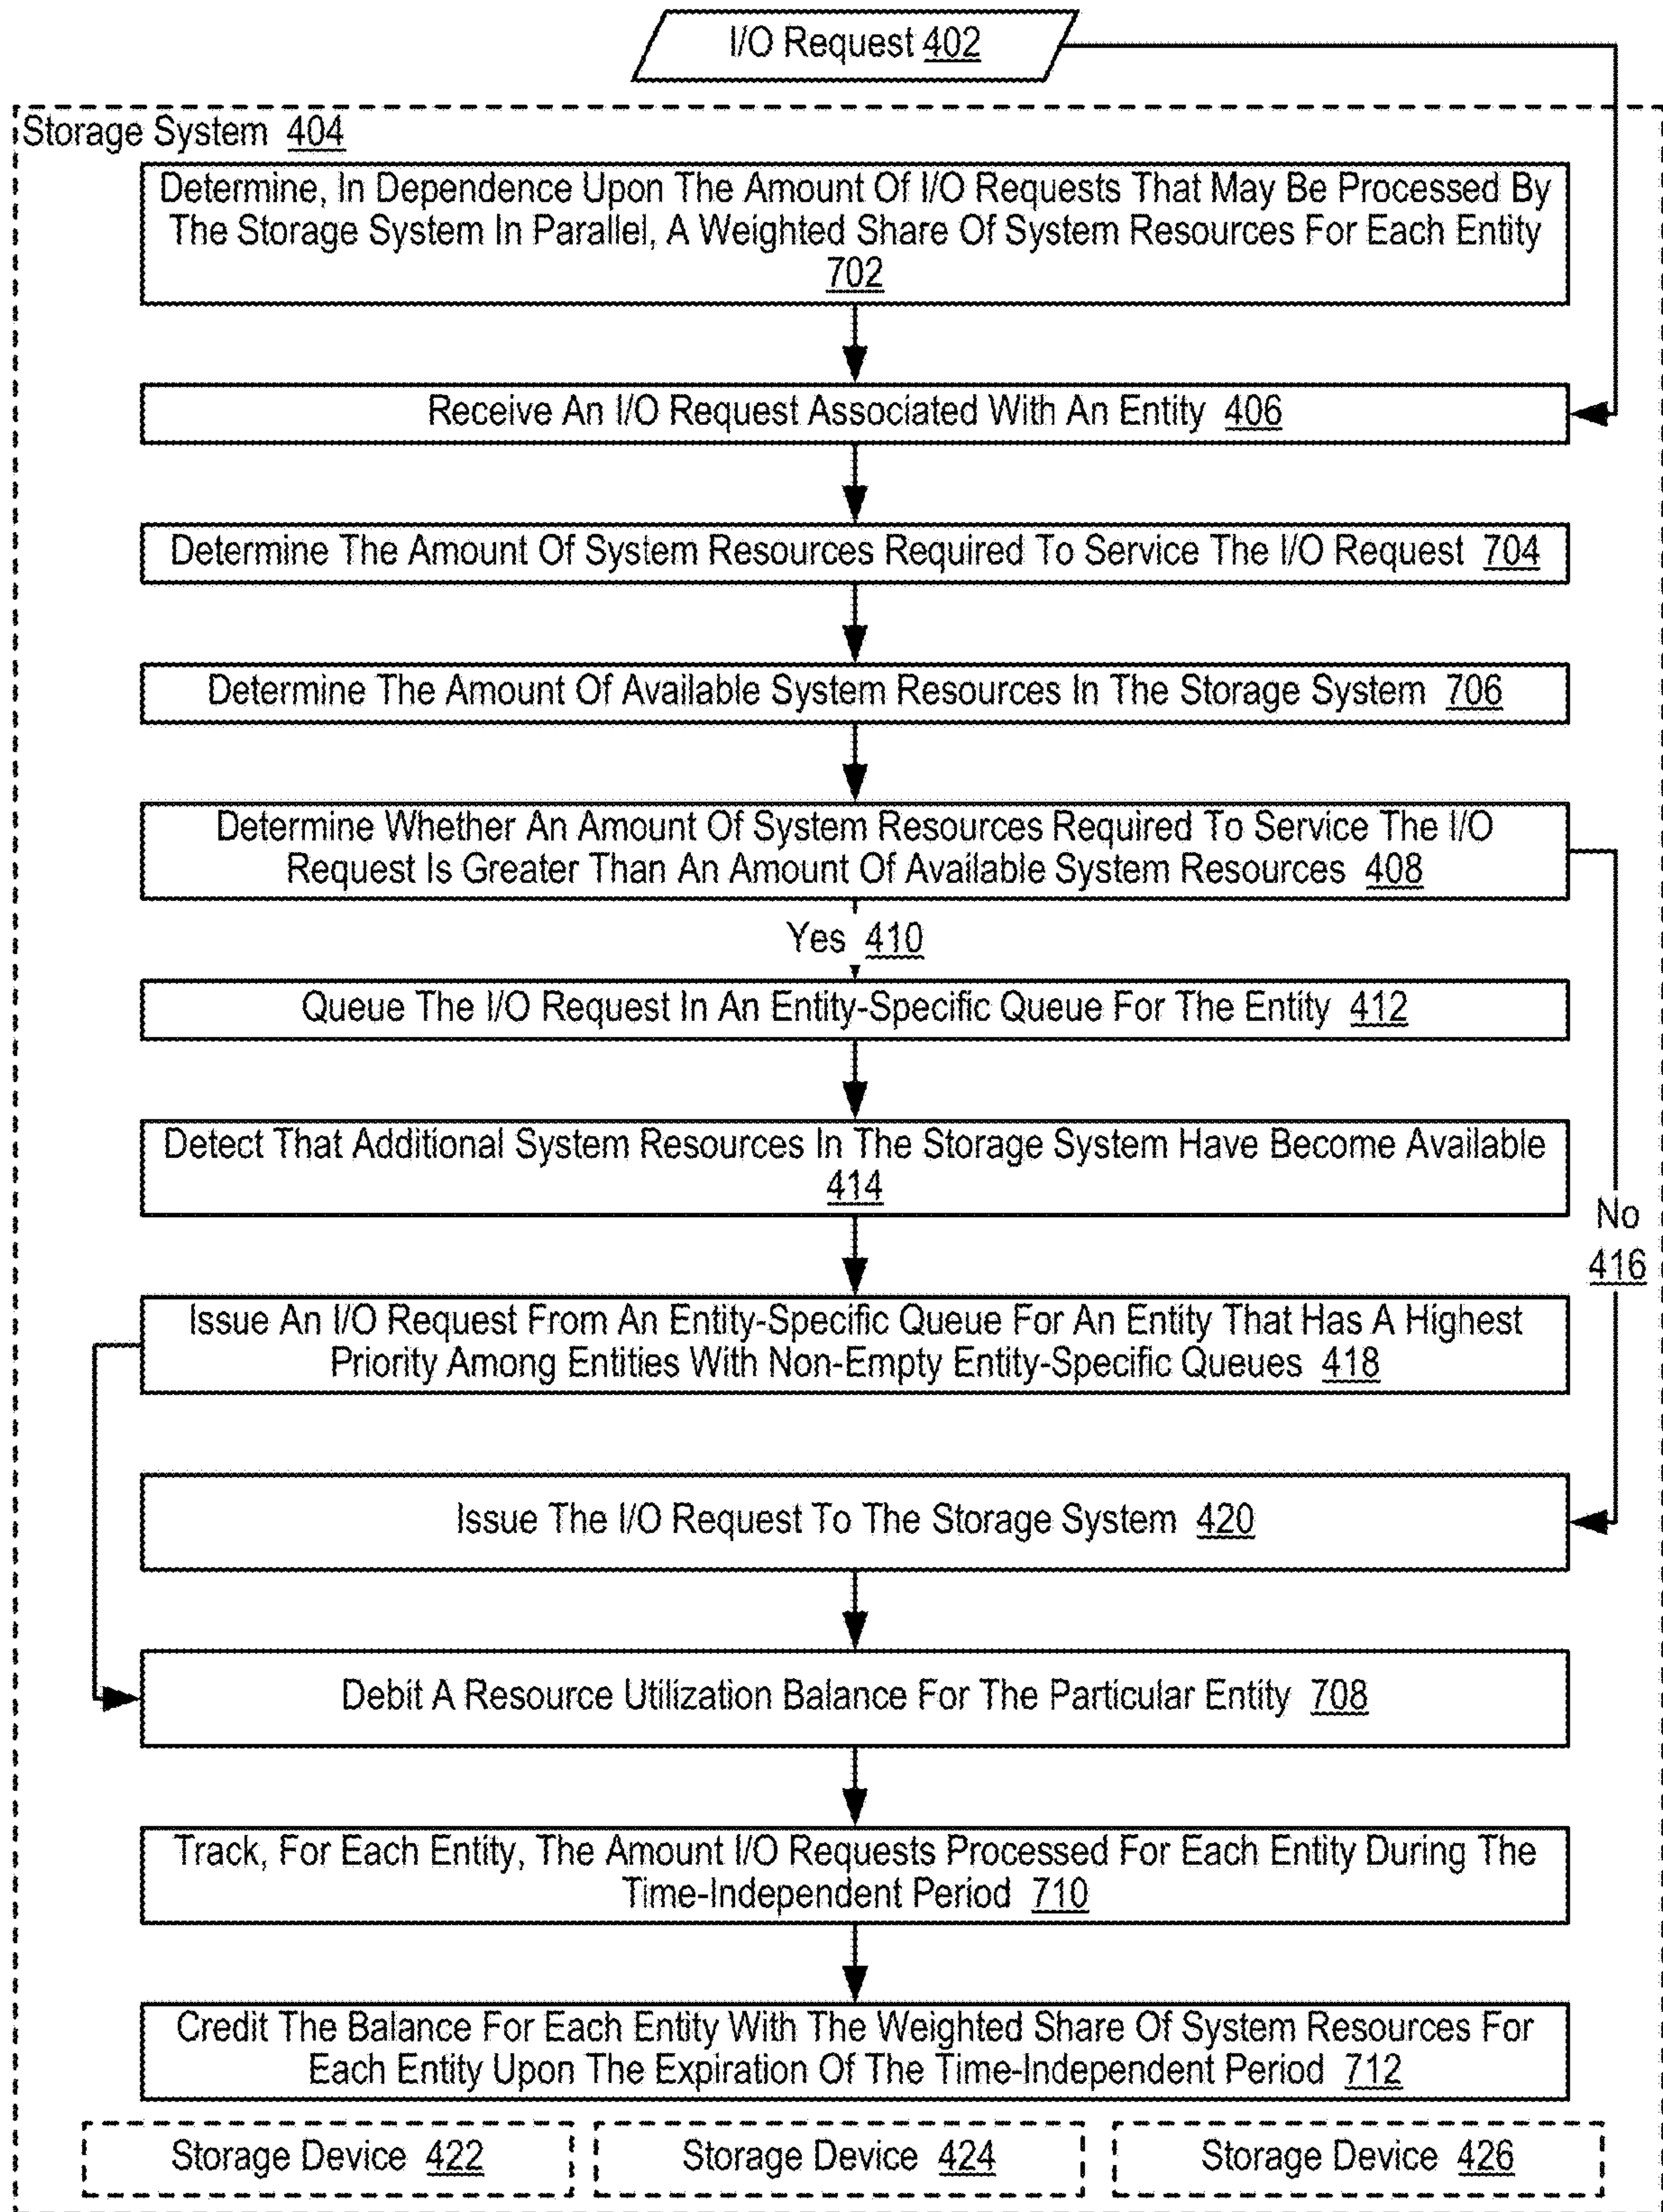 I/O Request 402
Storage System 404
Determine, In Dependence Upon The Amount Of I/O Requests That May Be Processed By
The Storage System In Parallel, A Weighted Share Of System Resources For Each Entity
702
Receive An I/O Request Associated With An Entity 406
Determine The Amount Of System Resources Required To Service The I/O Request 704
Determine The Amount Of Available System Resources In The Storage System 706
Determine Whether An Amount Of System Resources Required To Service The I/O
Request Is Greater Than An Amount Of Available System Resources 408
Yes 410
Queue The I/O Request In An Entity-Specific Queue For The Entity 412
Detect That Additional System Resources In The Storage System Have Become Available
414
No
416
Issue An I/O Request From An Entity-Specific Queue For An Entity That Has A Highest
Priority Among Entities With Non-Empty Entity-Specific Queues 418
Issue The I/O Request To The Storage System 420
Debit A Resource Utilization Balance For The Particular Entity 708
Track, For Each Entity, The Amount I/O Requests Processed For Each Entity During The
Time-Independent Period 710
Credit The Balance For Each Entity With The Weighted Share Of System Resources For
Each Entity Upon The Expiration Of The Time-Independent Period 712
Storage Device 422
Storage Device 424
Storage Device 426